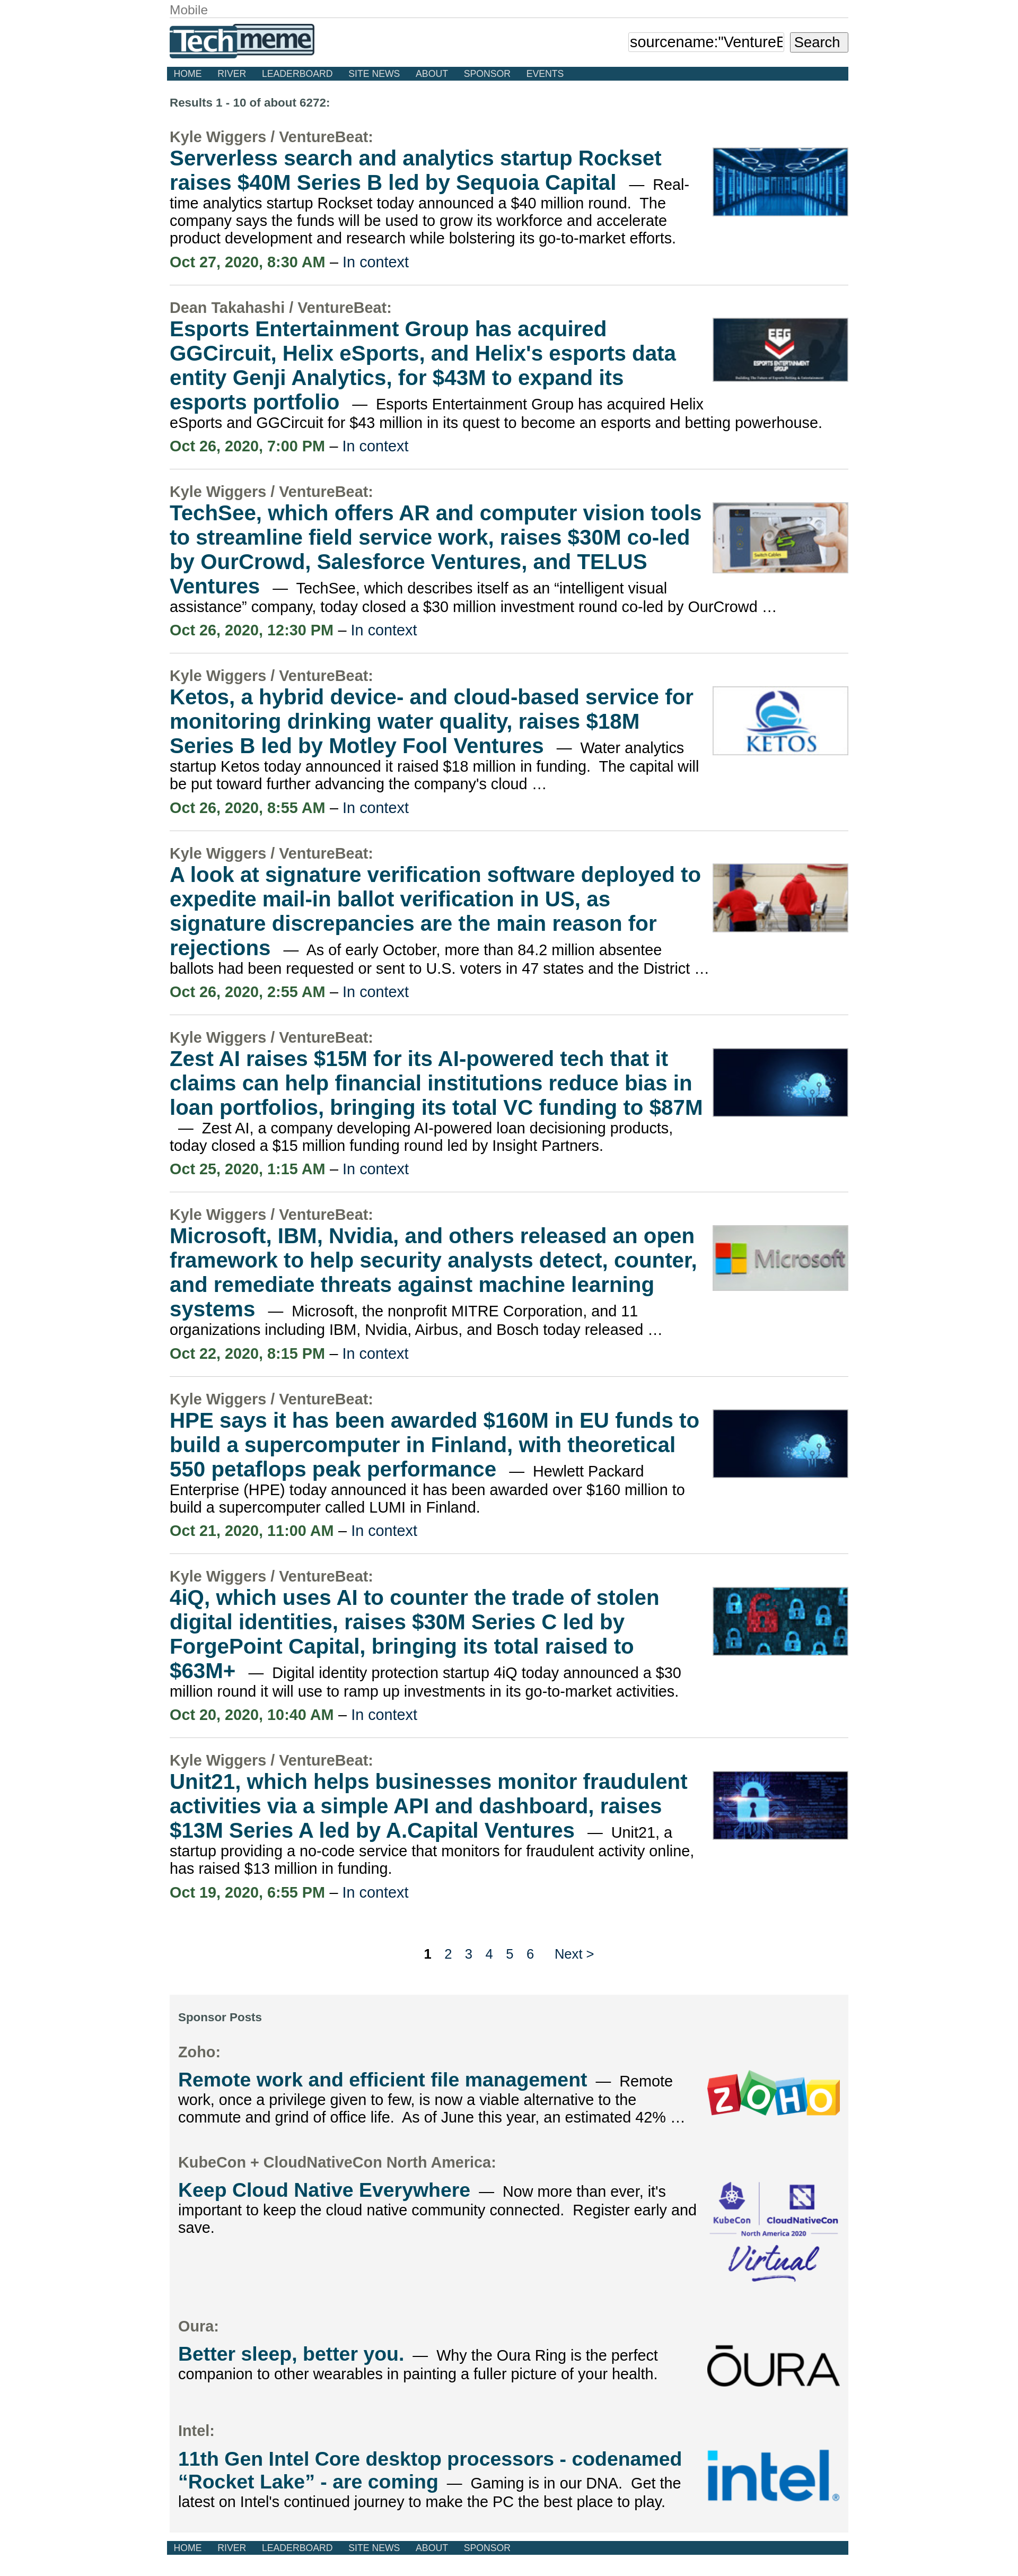 Mobile
Techmeme
sourcename:"VentureE
Search
HOME RIVER LEADERBOARD SITE NEWS ABOUT SPONSOR EVENTS
Results 1 - 10 of about 6272:
Kyle Wiggers / VentureBeat:
Serverless search and analytics startup Rockset
raises $40M Series B led by Sequoia Capital — Real-
time analytics startup Rockset today announced a $40 million round. The
company says the funds will be used to grow its workforce and accelerate
product development and research while bolstering its go-to-market efforts.
Oct 27, 2020, 8:30 AM – In context
Dean Takahashi / VentureBeat:
Esports Entertainment Group has acquired
GGCircuit, Helix eSports, and Helix's esports data
entity Genji Analytics, for $43M to expand its
esports portfolio — Esports Entertainment Group has acquired Helix
eSports and GGCircuit for $43 million in its quest to become an esports and betting powerhouse.
EEG
ESPORTS ENTERTAINMENT
GROUP
Building The Future of Esports Betting & Entertainment
Oct 26, 2020, 7:00 PM – In context
Kyle Wiggers / VentureBeat:
TechSee, which offers AR and computer vision tools
to streamline field service work, raises $30M co-led
by OurCrowd, Salesforce Ventures, and TELUS
Ventures — TechSee, which describes itself as an “intelligent visual
assistance” company, today closed a $30 million investment round co-led by OurCrowd …
Switch Cables
Oct 26, 2020, 12:30 PM – In context
Kyle Wiggers / VentureBeat:
Ketos, a hybrid device- and cloud-based service for
monitoring drinking water quality, raises $18M
Series B led by Motley Fool Ventures — Water analytics
startup Ketos today announced it raised $18 million in funding. The capital will
be put toward further advancing the company's cloud …
KETOS
Oct 26, 2020, 8:55 AM – In context
Kyle Wiggers / VentureBeat:
A look at signature verification software deployed to
expedite mail-in ballot verification in US, as
signature discrepancies are the main reason for
rejections — As of early October, more than 84.2 million absentee
ballots had been requested or sent to U.S. voters in 47 states and the District …
Oct 26, 2020, 2:55 AM – In context
Kyle Wiggers / VentureBeat:
Zest AI raises $15M for its AI-powered tech that it
claims can help financial institutions reduce bias in
loan portfolios, bringing its total VC funding to $87M
— Zest AI, a company developing AI-powered loan decisioning products,
today closed a $15 million funding round led by Insight Partners.
Oct 25, 2020, 1:15 AM – In context
Kyle Wiggers / VentureBeat:
Microsoft, IBM, Nvidia, and others released an open
framework to help security analysts detect, counter,
and remediate threats against machine learning
systems — Microsoft, the nonprofit MITRE Corporation, and 11
organizations including IBM, Nvidia, Airbus, and Bosch today released …
Microsoft
Oct 22, 2020, 8:15 PM – In context
Kyle Wiggers / VentureBeat:
HPE says it has been awarded $160M in EU funds to
build a supercomputer in Finland, with theoretical
550 petaflops peak performance — Hewlett Packard
Enterprise (HPE) today announced it has been awarded over $160 million to
build a supercomputer called LUMI in Finland.
Oct 21, 2020, 11:00 AM – In context
Kyle Wiggers / VentureBeat:
4iQ, which uses AI to counter the trade of stolen
digital identities, raises $30M Series C led by
ForgePoint Capital, bringing its total raised to
$63M+ — Digital identity protection startup 4iQ today announced a $30
million round it will use to ramp up investments in its go-to-market activities.
Oct 20, 2020, 10:40 AM – In context
Kyle Wiggers / VentureBeat:
Unit21, which helps businesses monitor fraudulent
activities via a simple API and dashboard, raises
$13M Series A led by A.Capital Ventures — Unit21, a
startup providing a no-code service that monitors for fraudulent activity online,
has raised $13 million in funding.
Oct 19, 2020, 6:55 PM – In context
1 2 3 4 5 6 Next >
Sponsor Posts
Zoho:
Remote work and efficient file management — Remote
work, once a privilege given to few, is now a viable alternative to the
commute and grind of office life. As of June this year, an estimated 42% …
ZOHO
KubeCon + CloudNativeCon North America:
Keep Cloud Native Everywhere — Now more than ever, it's
important to keep the cloud native community connected. Register early and
save.
KubeCon CloudNativeCon
North America 2020
Virtual
Oura:
Better sleep, better you. — Why the Oura Ring is the perfect
companion to other wearables in painting a fuller picture of your health.
ŌURA
Intel:
11th Gen Intel Core desktop processors - codenamed
“Rocket Lake” - are coming — Gaming is in our DNA. Get the
latest on Intel's continued journey to make the PC the best place to play.
intel®
HOME RIVER LEADERBOARD SITE NEWS ABOUT SPONSOR